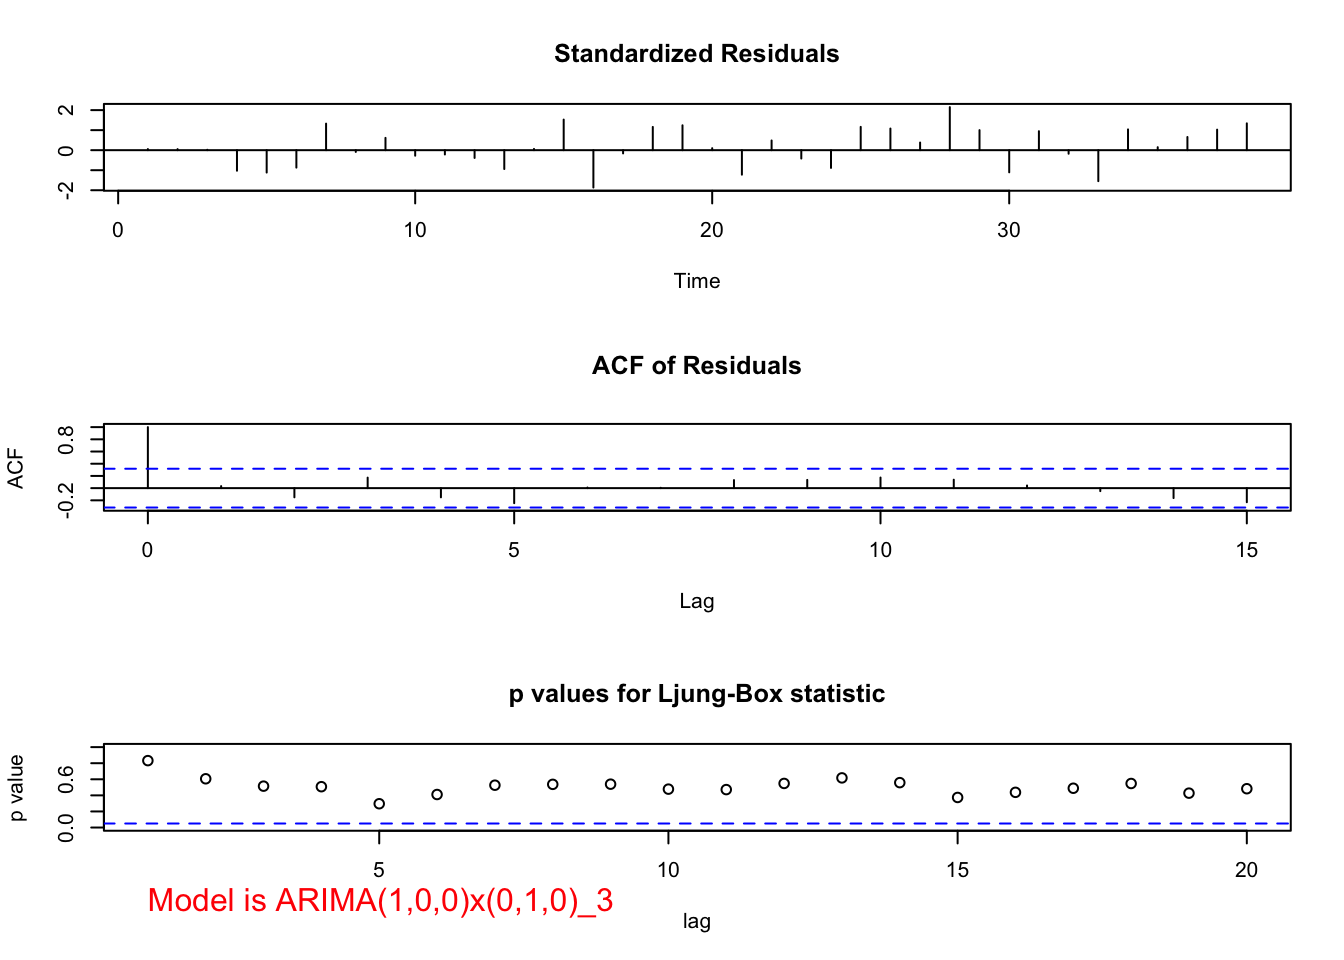 Standardized Residuals
2
0
-2
0 10 20 30
Time
ACF of Residuals
ACF
0.8
-0.2
0 5 10 15
Lag
p values for Ljung-Box statistic
p value
0.6
0.0
5 10 15 20
Model is ARIMA(1,0,0)x(0,1,0)_3
lag